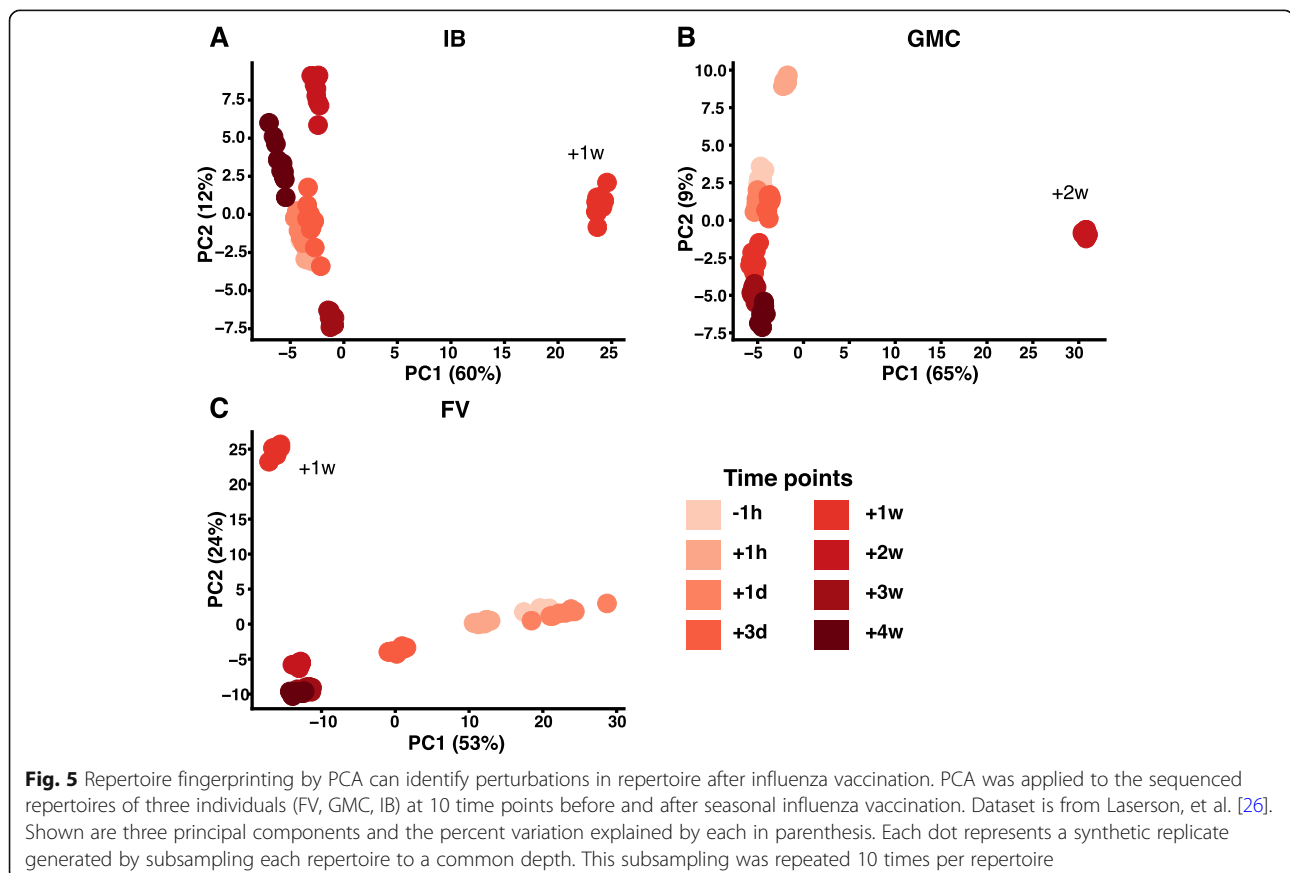 A
IB
7.5
5.0
2.5
0.0
−2.5
−5.0
−7.5
PC2 (12%)
+1w
−5
0
5
10
15
20
25
PC1 (60%)
B
GMC
10.0
7.5
5.0
2.5
0.0
−2.5
−5.0
−7.5
PC2 (9%)
+2w
−5
0
5
10
15
20
25
30
PC1 (65%)
C
FV
25
20
15
10
5
0
−5
−10
PC2 (24%)
+1w
−10
0
10
20
30
PC1 (53%)
Time points
-1h
+1w
+1h
+2w
+1d
+3w
+3d
+4w
Fig. 5 Repertoire fingerprinting by PCA can identify perturbations in repertoire after influenza vaccination. PCA was applied to the sequenced
repertoires of three individuals (FV, GMC, IB) at 10 time points before and after seasonal influenza vaccination. Dataset is from Laserson, et al. [26].
Shown are three principal components and the percent variation explained by each in parenthesis. Each dot represents a synthetic replicate
generated by subsampling each repertoire to a common depth. This subsampling was repeated 10 times per repertoire